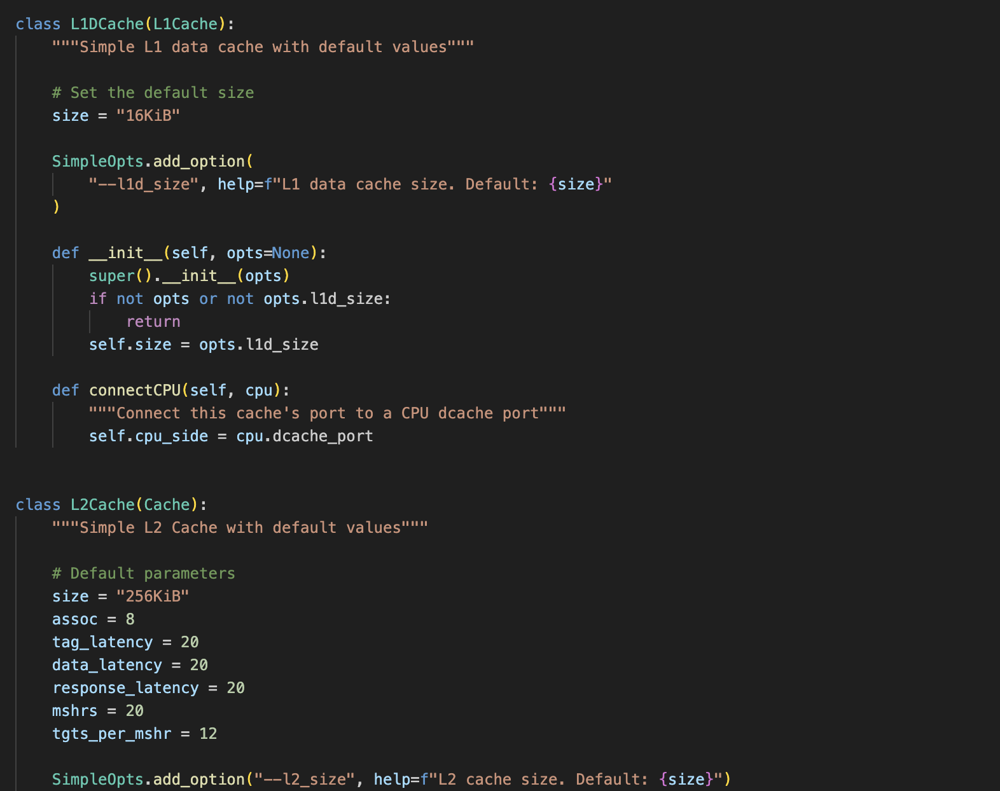 class L1DCache(L1Cache):
    """Simple L1 data cache with default values"""

    # Set the default size
    size = "16KiB"

    SimpleOpts.add_option(
        "--l1d_size", help=f"L1 data cache size. Default: {size}"
    )

    def __init__(self, opts=None):
        super().__init__(opts)
        if not opts or not opts.l1d_size:
            return
        self.size = opts.l1d_size

    def connectCPU(self, cpu):
        """Connect this cache's port to a CPU dcache port"""
        self.cpu_side = cpu.dcache_port


class L2Cache(Cache):
    """Simple L2 Cache with default values"""

    # Default parameters
    size = "256KiB"
    assoc = 8
    tag_latency = 20
    data_latency = 20
    response_latency = 20
    mshrs = 20
    tgts_per_mshr = 12

    SimpleOpts.add_option("--l2_size", help=f"L2 cache size. Default: {size}")